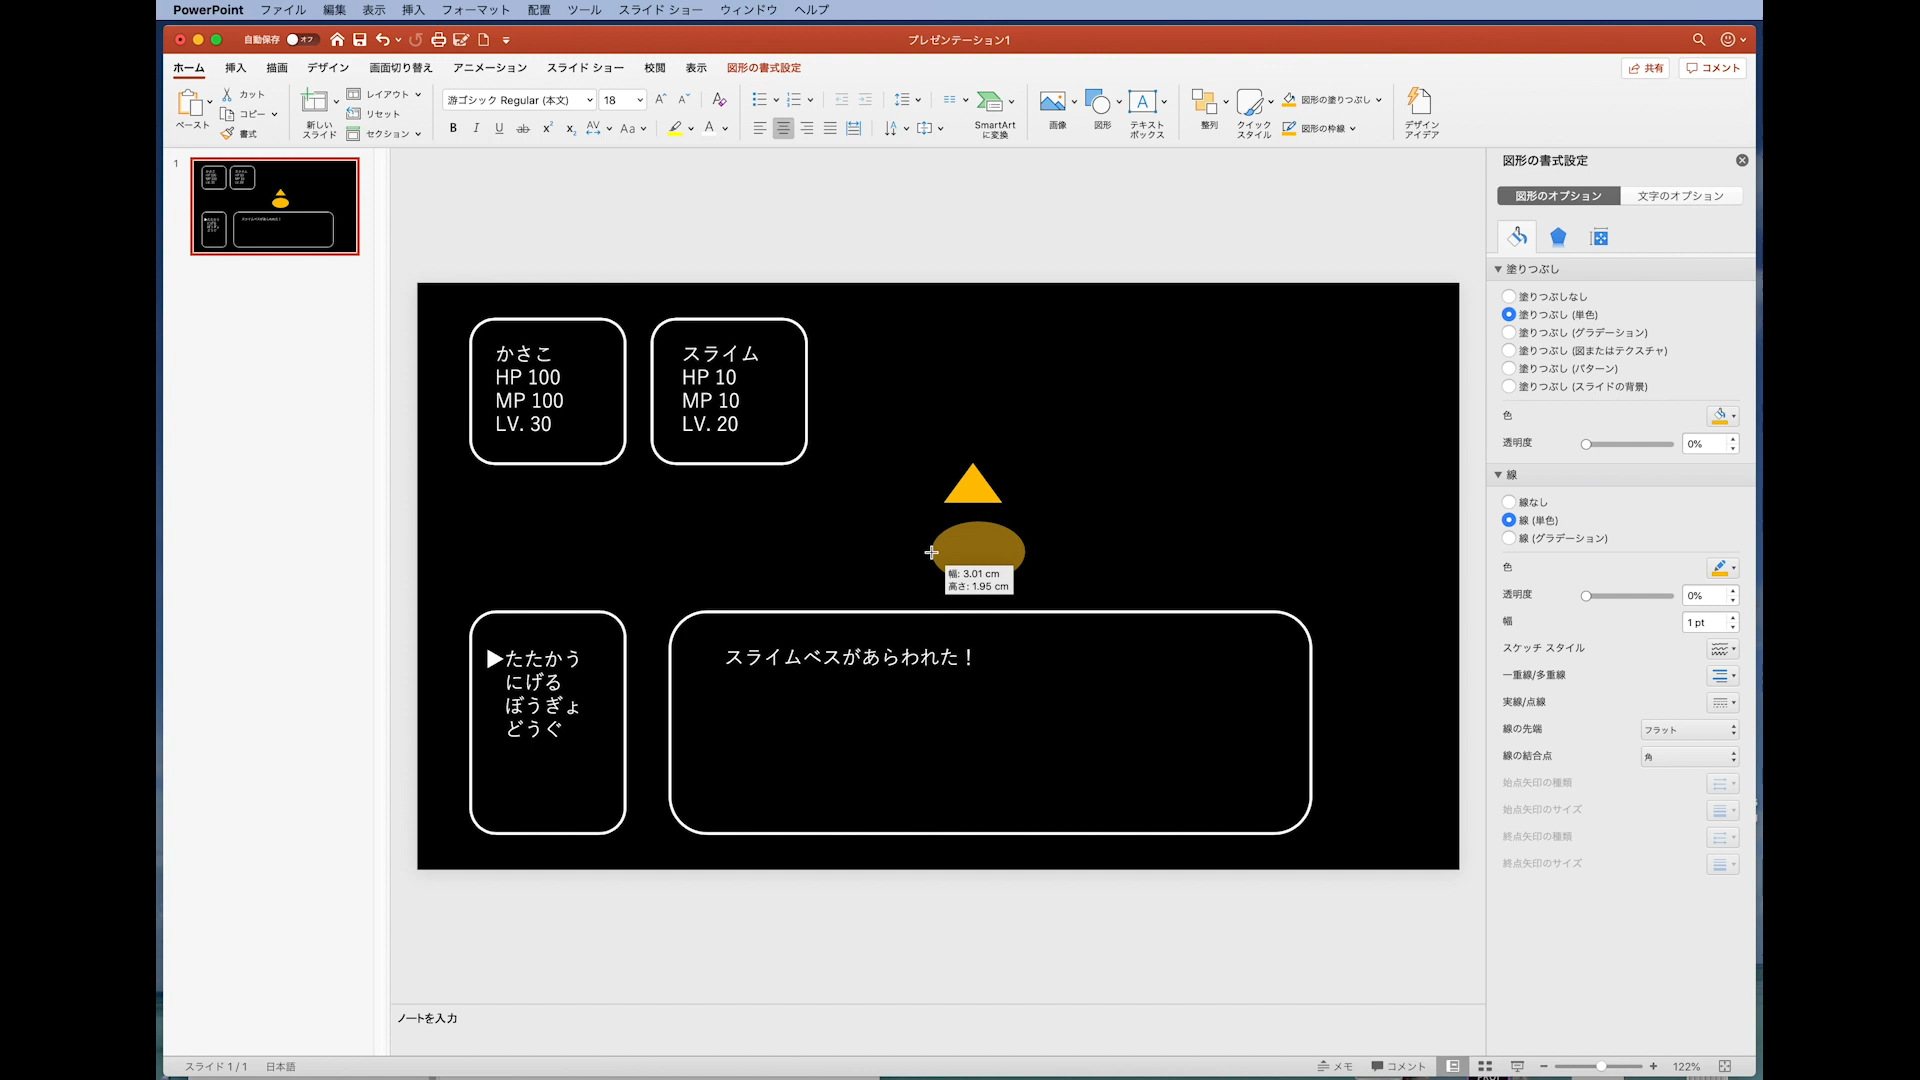 PowerPoint ファイル 編集 表示 挿入 フォーマット 配置 ツール スライド ショー ウィンドウ ヘルプ
自動保存 オフ
プレゼンテーション1
ホーム 挿入 描画 デザイン 画面切り替え アニメーション スライド ショー 校閲 表示 図形の書式設定
共有 コメント
ペースト
カット
コピー
書式
新しい
スライド
レイアウト
リセット
セクション
游ゴシック Regular (本文) 18
B I U ab x² x₂ AV Aa A
SmartArt
に変換
画像
図形
テキスト
ボックス
整列
クイック
スタイル
図形の塗りつぶし
図形の枠線
デザイン
アイデア
1
かさこ
HP 100
MP 100
LV. 30
スライム
HP 10
MP 10
LV. 20
幅: 3.01 cm
高さ: 1.95 cm
▶たたかう
にげる
ぼうぎょ
どうぐ
スライムベスがあらわれた！
ノートを入力
図形の書式設定
図形のオプション 文字のオプション
塗りつぶし
塗りつぶしなし
塗りつぶし (単色)
塗りつぶし (グラデーション)
塗りつぶし (図またはテクスチャ)
塗りつぶし (パターン)
塗りつぶし (スライドの背景)
色
透明度 0%
線
線なし
線 (単色)
線 (グラデーション)
色
透明度 0%
幅 1 pt
スケッチ スタイル
一重線/多重線
実線/点線
線の先端 フラット
線の結合点 角
始点矢印の種類
始点矢印のサイズ
終点矢印の種類
終点矢印のサイズ
スライド 1 / 1 日本語
メモ コメント 122%